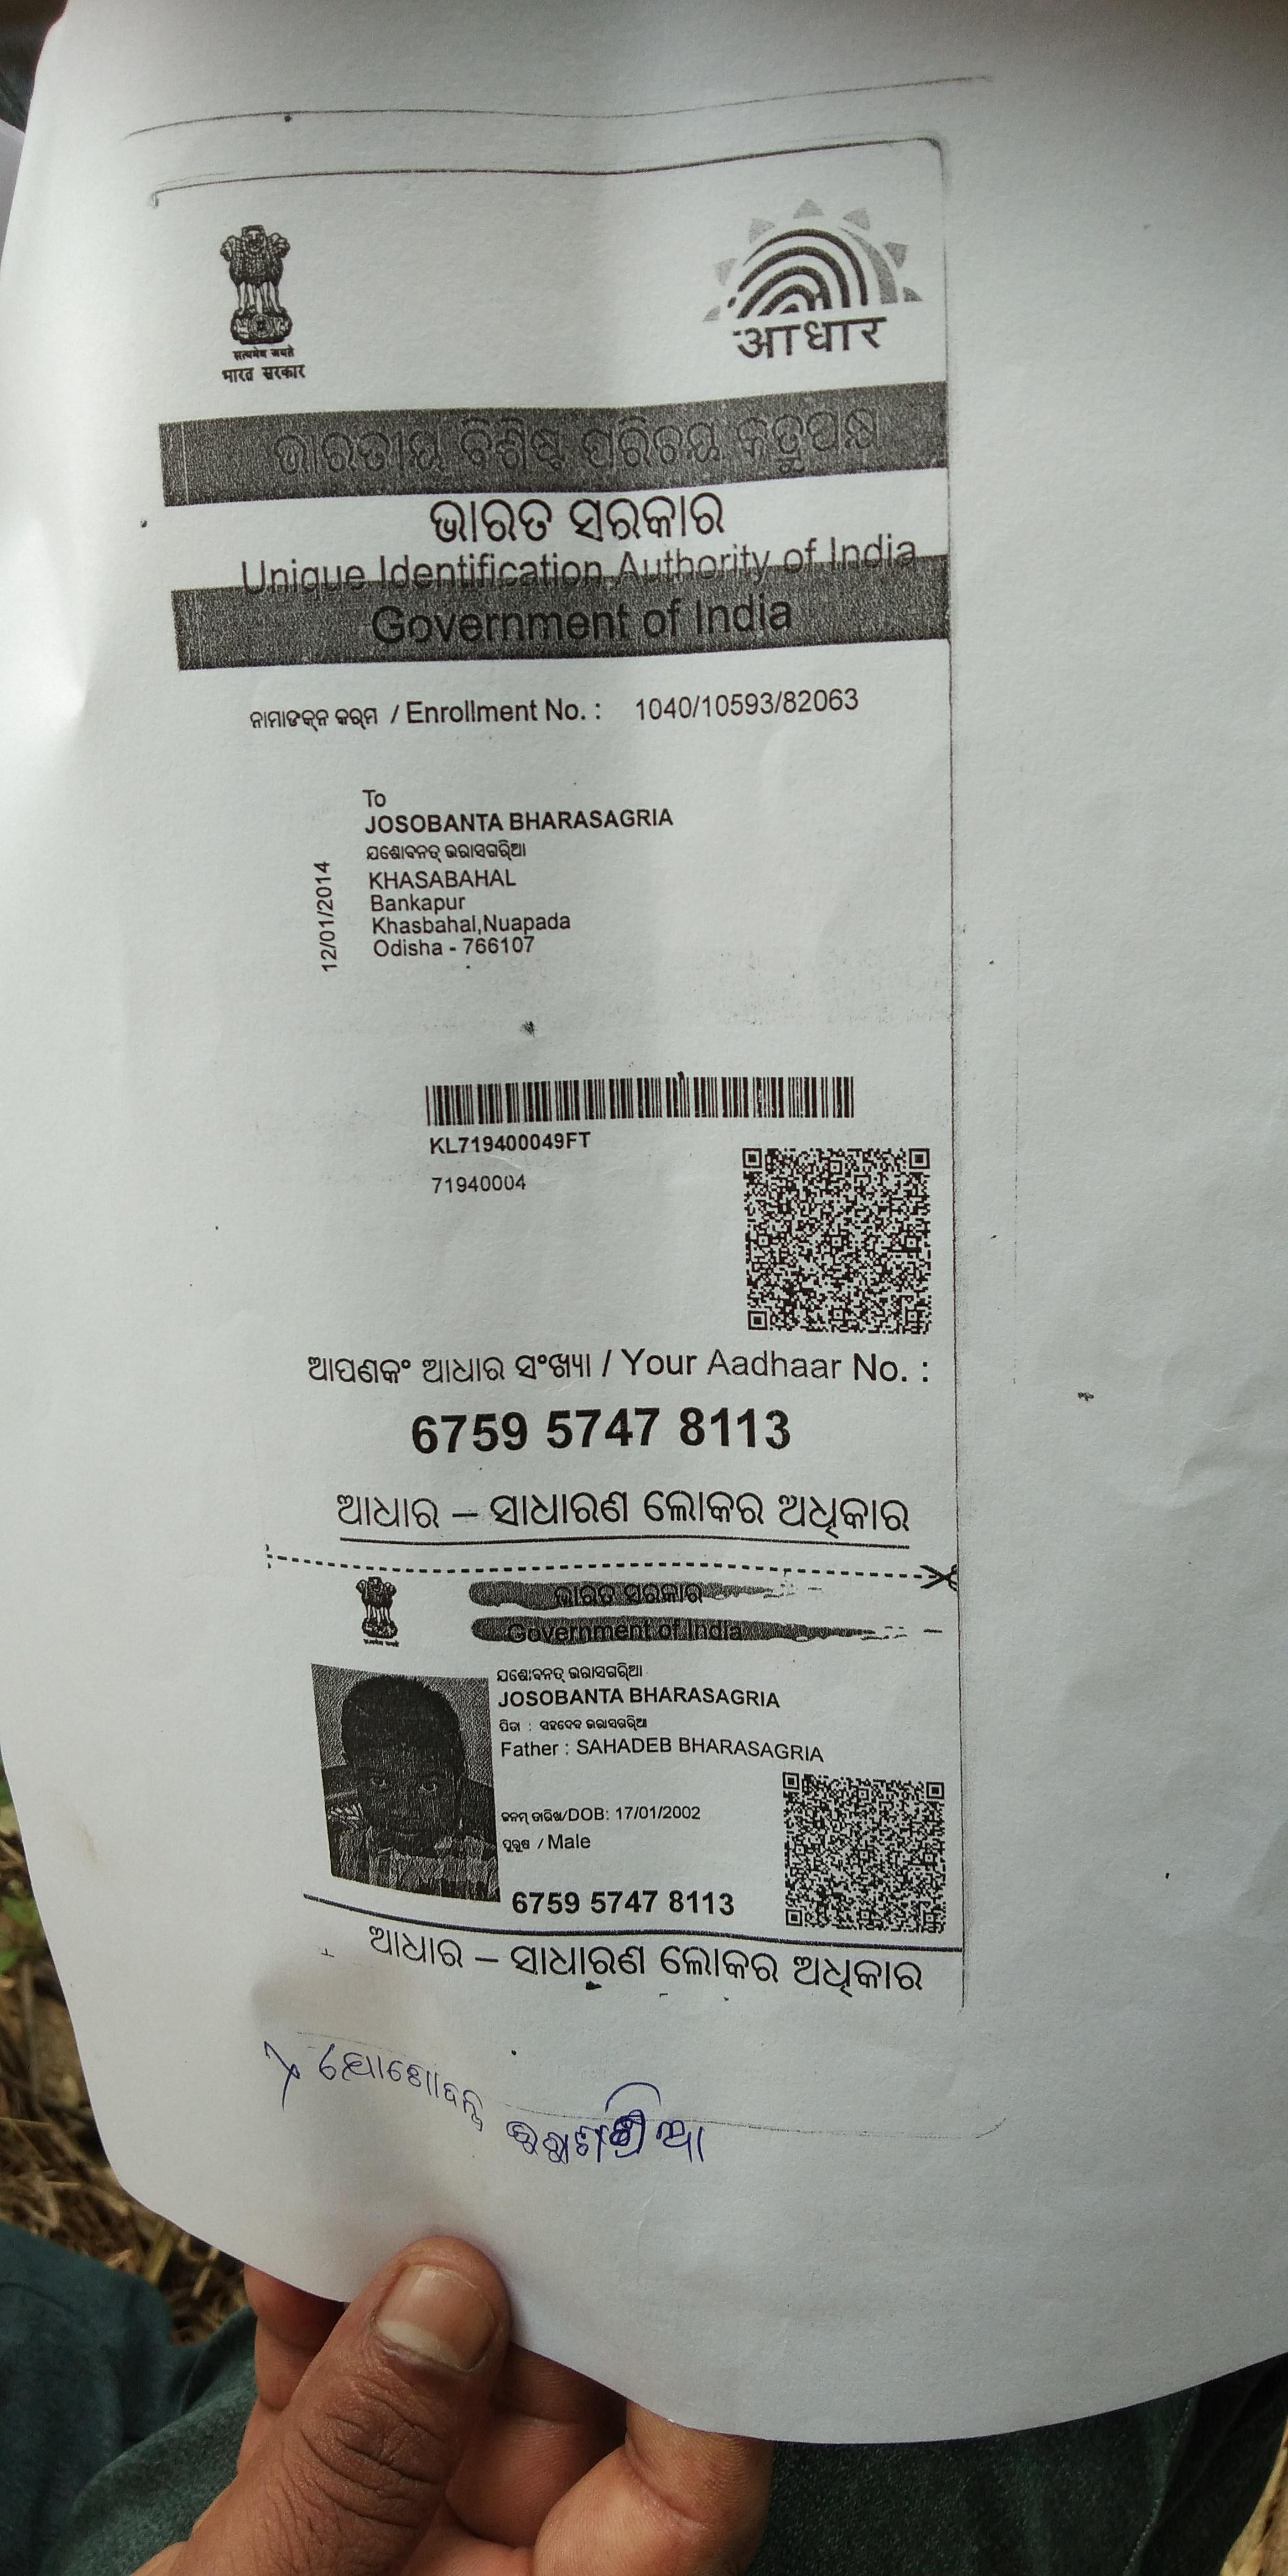 सत्यमेव जयते
भारत सरकार
आधार
ଭାରତୀୟ ବିଶିଷ୍ଟ ପରିଚୟ କର୍ତ୍ତୁପକ୍ଷ
ଭାରତ ସରକାର
Unique Identification Authority of India
Government of India
ନାମାଙ୍କନ କ୍ରମ / Enrollment No. : 1040/10593/82063
12/01/2014
To
JOSOBANTA BHARASAGRIA
ଯଶୋବନତ୍ ଭରାସଗରିଆ
KHASABAHAL
Bankapur
Khasbahal,Nuapada
Odisha - 766107
KL719400049FT
71940004
ଆପଣକଂ ଆଧାର ସଂଖ୍ୟା / Your Aadhaar No. :
6759 5747 8113
ଆଧାର – ସାଧାରଣ ଲୋକର ଅଧିକାର
ଭାରତ ସରକାର
Government of India
ଯଶୋବନତ୍ ଭରାସଗରିଆ
JOSOBANTA BHARASAGRIA
ପିତା : ସହଦେବ ଭରାସଗରିଆ
Father : SAHADEB BHARASAGRIA
ଜନମ୍ ତାରିଖ/DOB: 17/01/2002
ପୁରୁଷ / Male
6759 5747 8113
ଆଧାର – ସାଧାରଣ ଲୋକର ଅଧିକାର